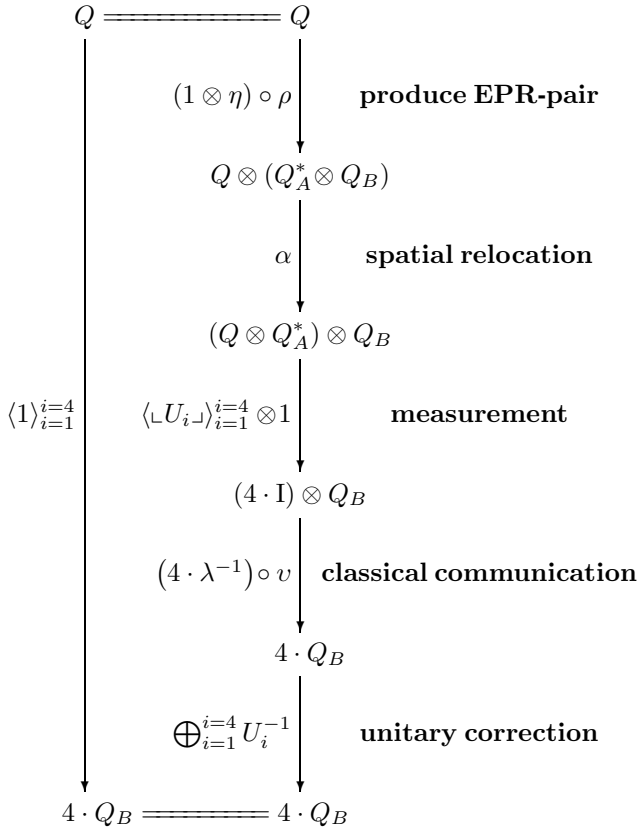 Q Q
(1 ⊗ η) ∘ ρ produce EPR-pair
Q ⊗ (Q*_A ⊗ Q_B)
α spatial relocation
(Q ⊗ Q*_A) ⊗ Q_B
⟨1⟩^{i=4}_{i=1} ⟨⌞U_i⌟⟩^{i=4}_{i=1} ⊗ 1 measurement
(4 · I) ⊗ Q_B
(4 · λ^{-1}) ∘ υ classical communication
4 · Q_B
⊕^{i=4}_{i=1} U_i^{-1} unitary correction
4 · Q_B 4 · Q_B